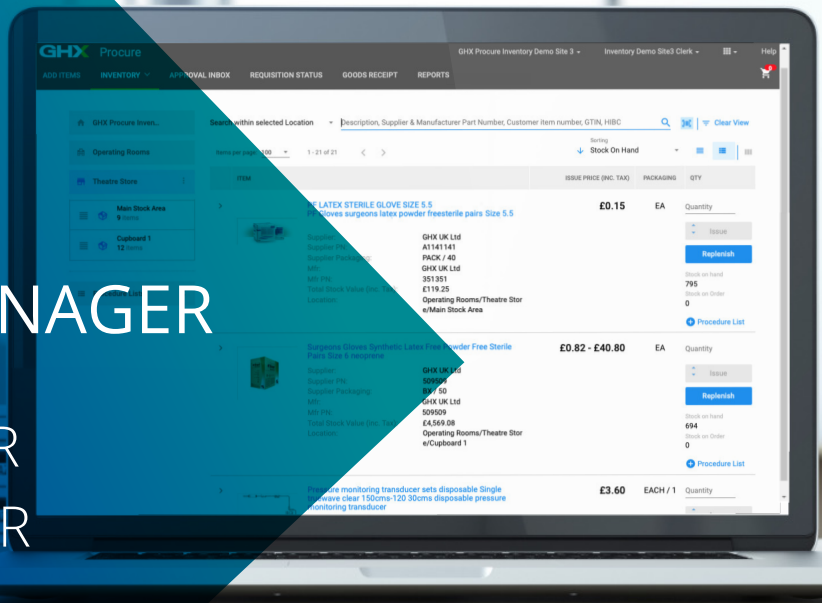 GHX Procure
GHX Procure Inventory Demo Site 3
Inventory Demo Site3 Clerk
Help
ADD ITEMS
INVENTORY
APPROVAL INBOX
REQUISITION STATUS
GOODS RECEIPT
REPORTS
GHX Procure Inven...
Operating Rooms
Theatre Store
Main Stock Area
9 items
Cupboard 1
12 items
Search within selected Location
Description, Supplier & Manufacturer Part Number, Customer item number, GTIN, HIBC
Clear View
Items per page: 100
1 - 21 of 21
Sorting
Stock On Hand
ITEM
ISSUE PRICE (INC. TAX)
PACKAGING
QTY
PF LATEX STERILE GLOVE SIZE 5.5
PF Gloves surgeons latex powder freesterile pairs Size 5.5
Supplier: GHX UK Ltd
Supplier PN: A1141141
Supplier Packaging: PACK / 40
Mfr: GHX UK Ltd
Mfr PN: 351351
Total Stock Value (inc. Tax): £119.25
Location: Operating Rooms/Theatre Stor
e/Main Stock Area
£0.15
EA
Quantity
Issue
Replenish
Stock on hand
795
Stock on Order
0
Procedure List
NAGER
Surgeons Gloves Synthetic Latex Free Powder Free Sterile
Pairs Size 6 neoprene
Supplier: GHX UK Ltd
Supplier PN: 509509
Supplier Packaging: BX / 50
Mfr: GHX UK Ltd
Mfr PN: 509509
Total Stock Value (inc. Tax): £4,569.08
Location: Operating Rooms/Theatre Stor
e/Cupboard 1
£0.82 - £40.80
EA
Quantity
Issue
Replenish
Stock on hand
694
Stock on Order
0
Procedure List
R
R
Pressure monitoring transducer sets disposable Single
truewave clear 150cms-120 30cms disposable pressure
monitoring transducer
£3.60
EACH / 1
Quantity